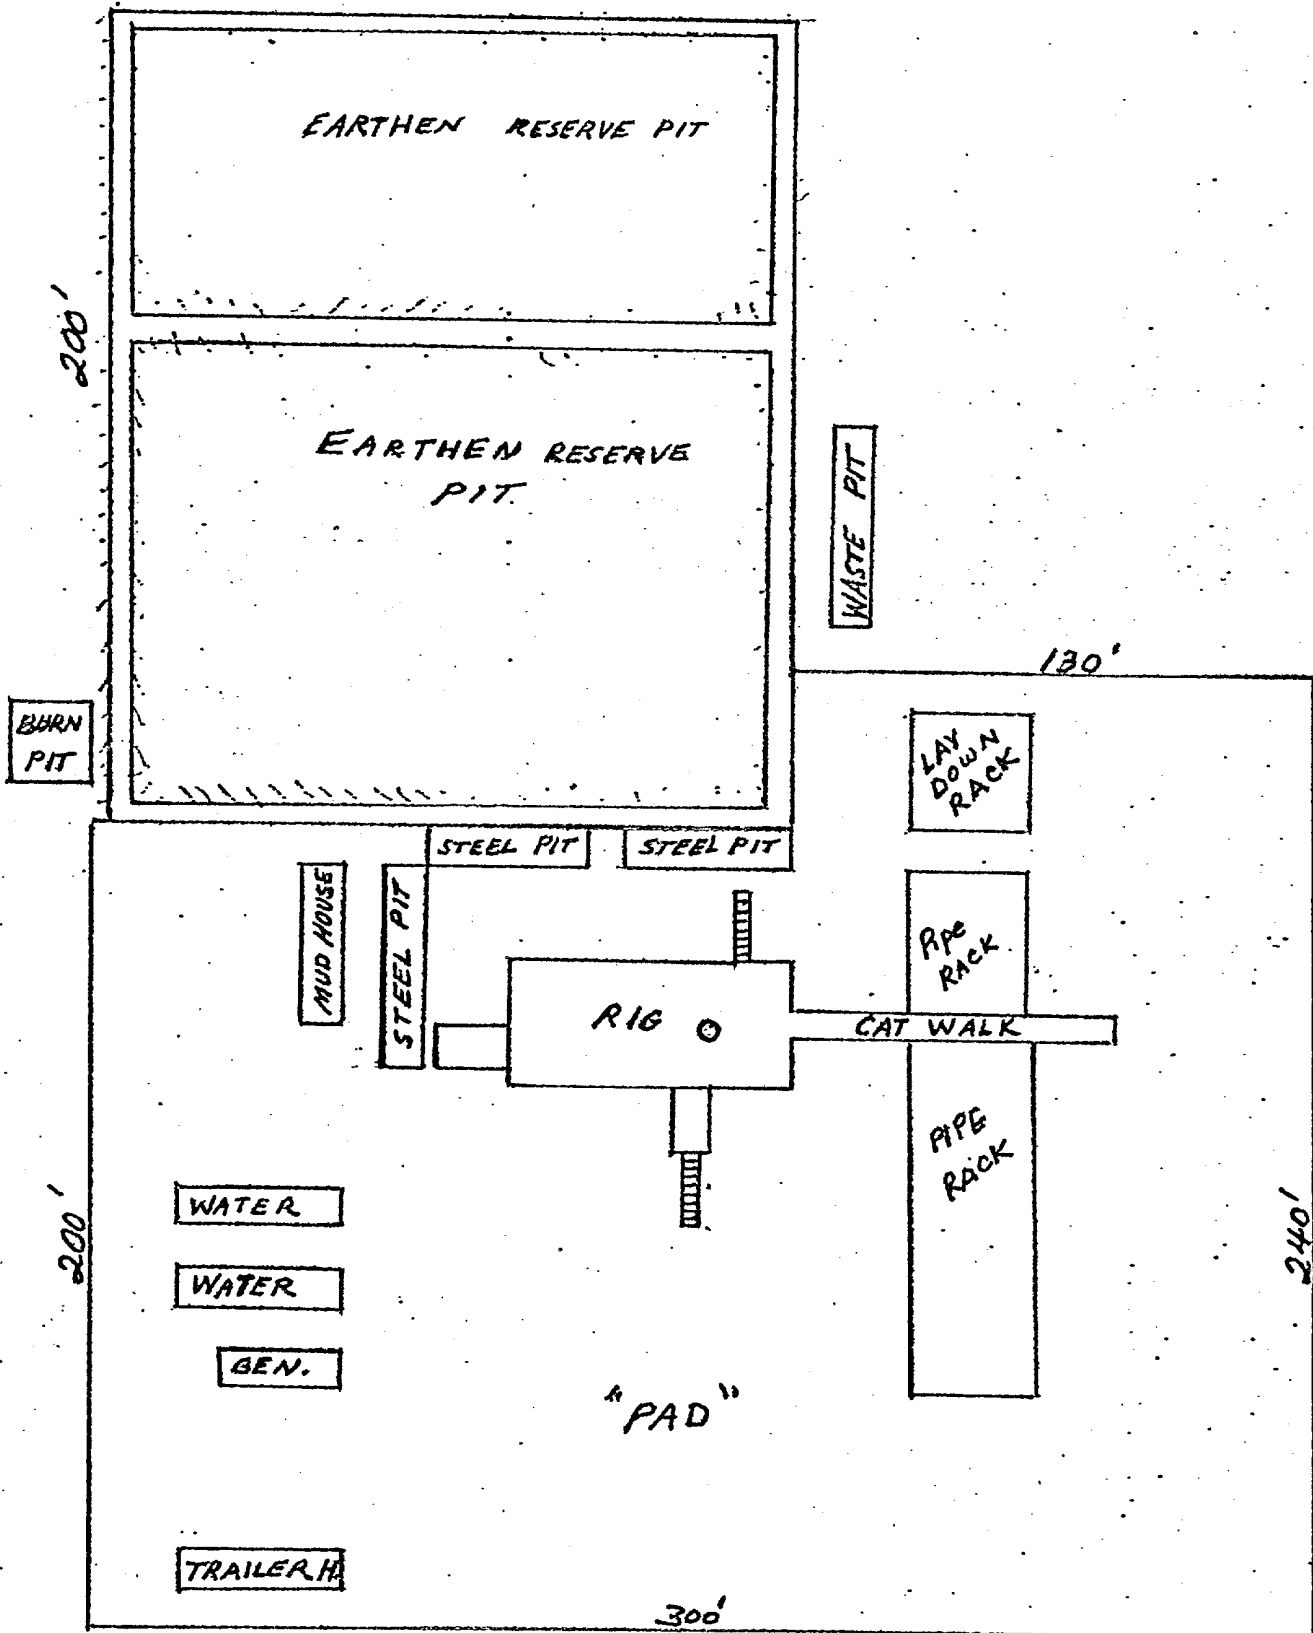 EARTHEN RESERVE PIT
200'
EARTHEN RESERVE
PIT.
WASTE PIT
130'
BURN
PIT
LAY
DOWN
RACK
STEEL PIT
STEEL PIT
MUD HOUSE
STEEL PIT
PIPE
RACK
RIG
CAT WALK
PIPE
RACK
WATER
200'
240'
WATER
GEN.
"PAD"
TRAILER H.
300'